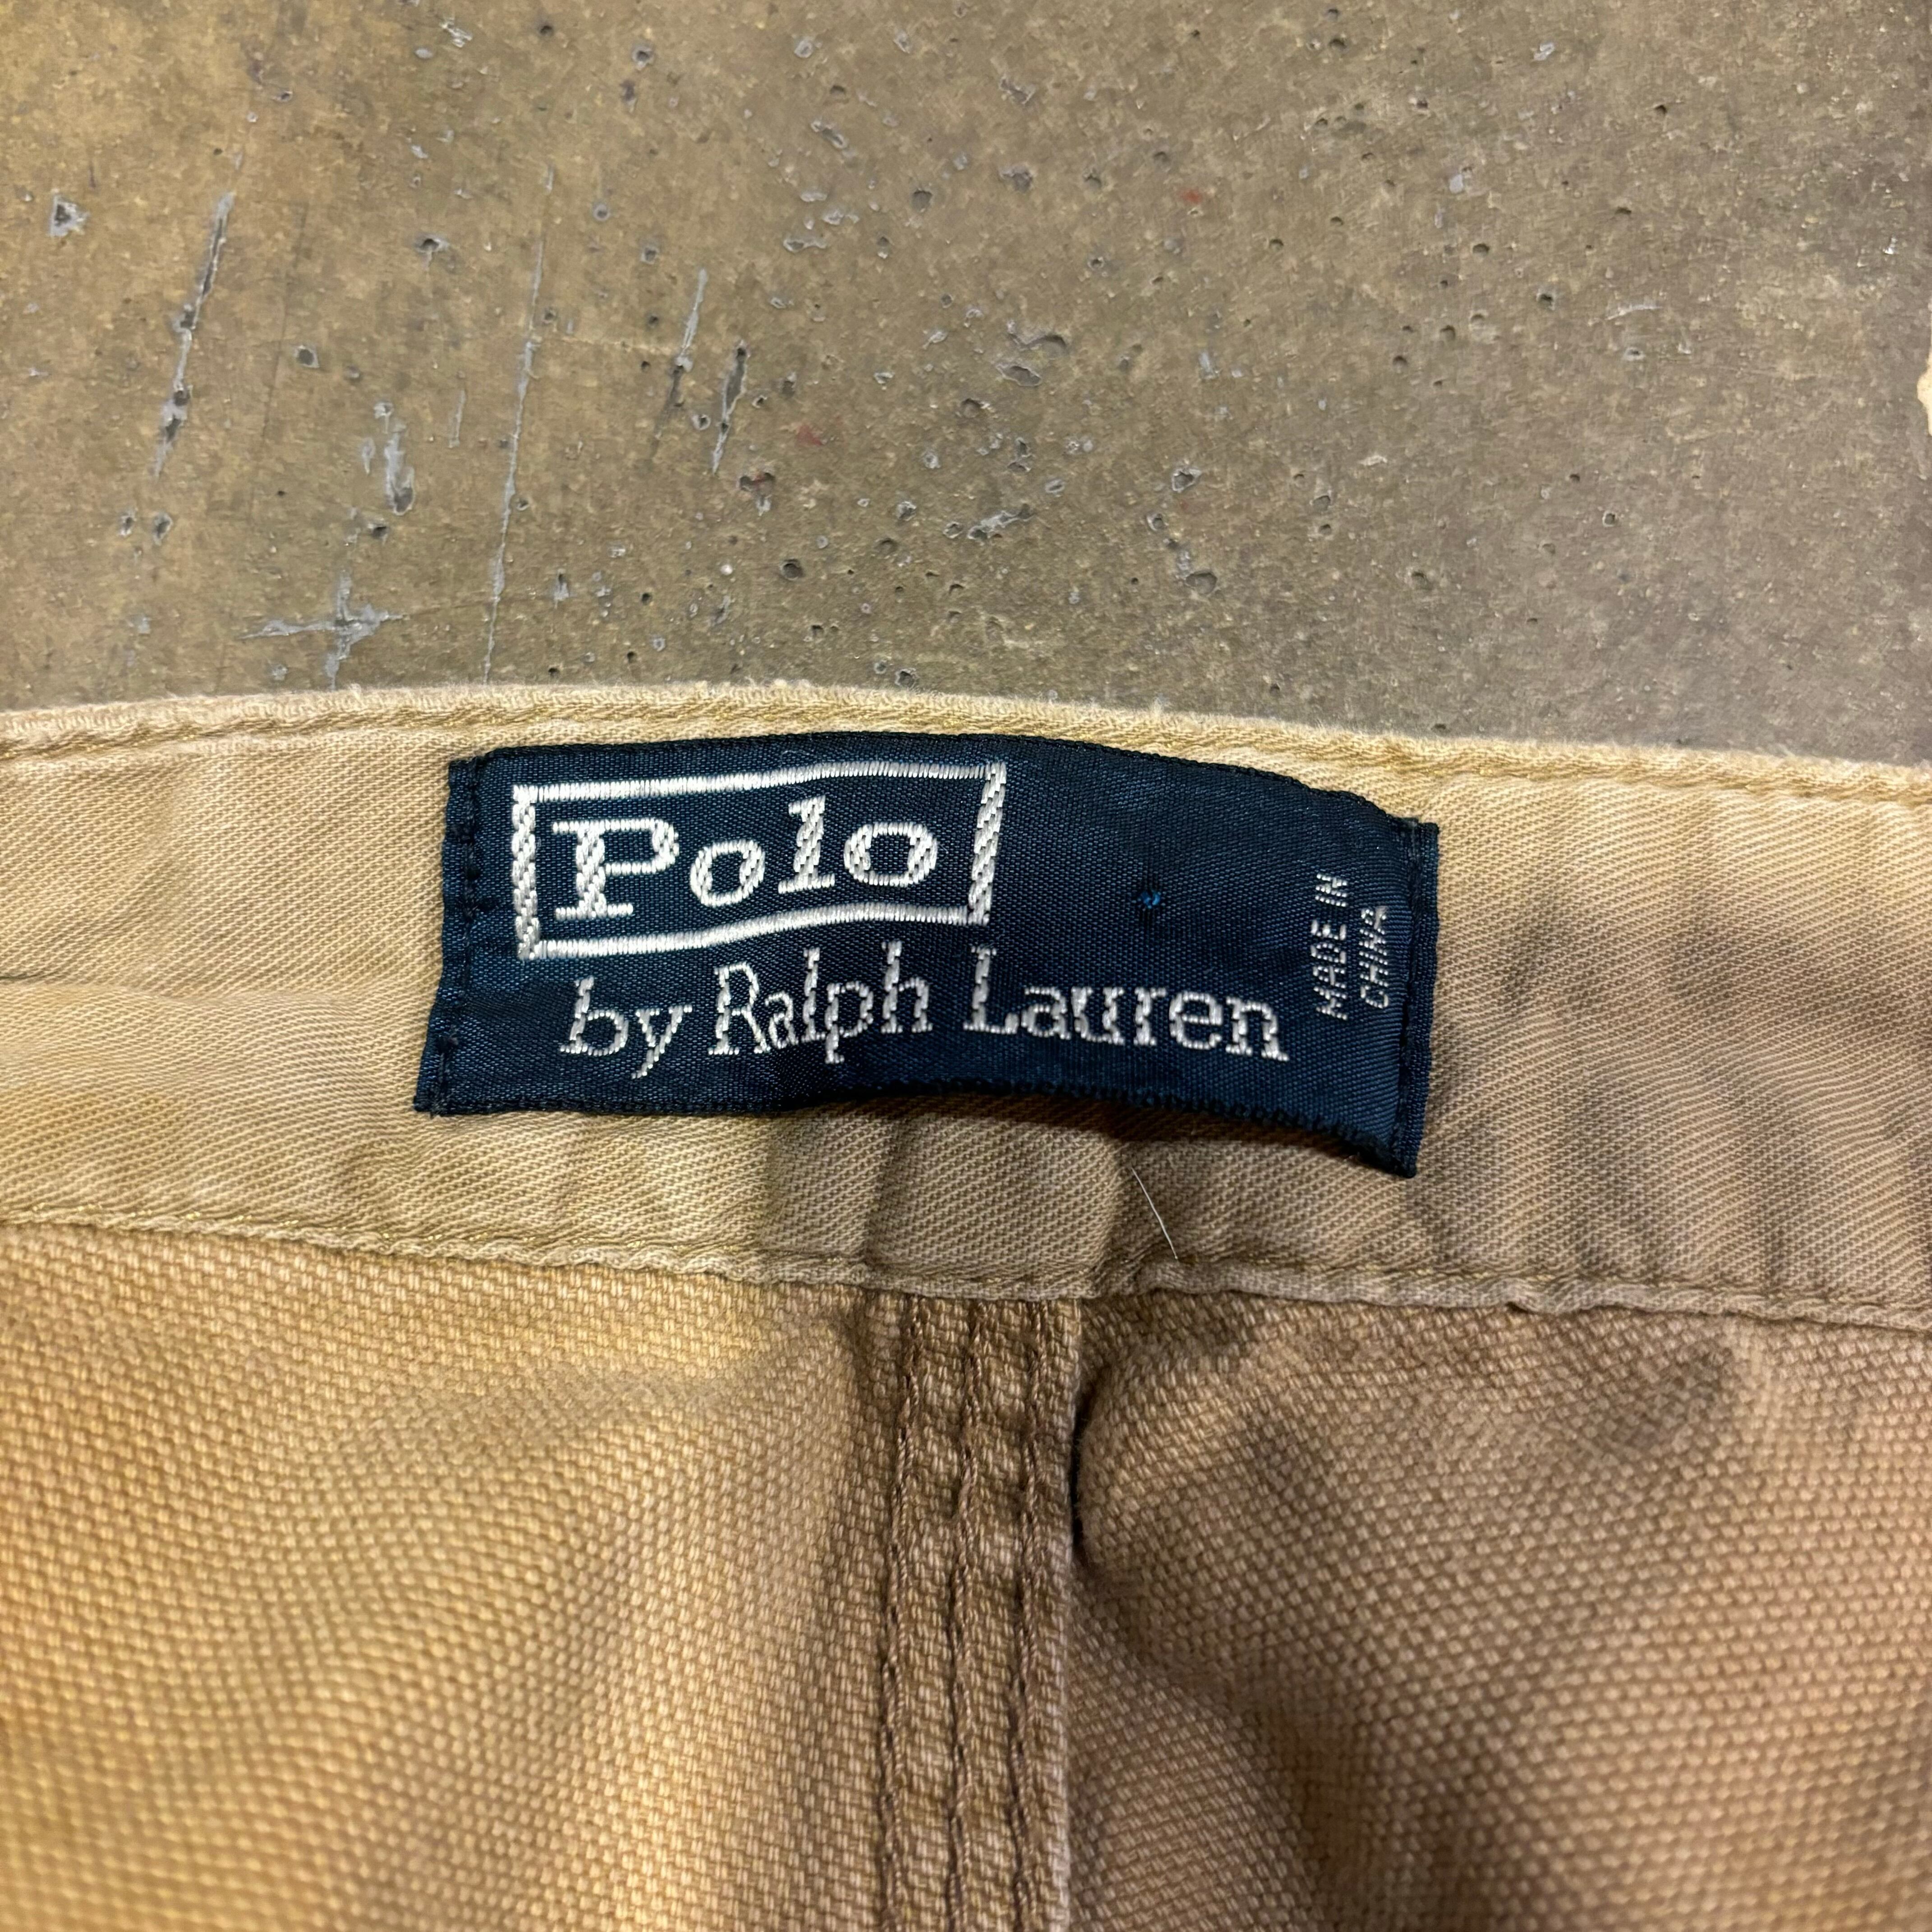 Polo
by Ralph Lauren
MADE IN
CHINA